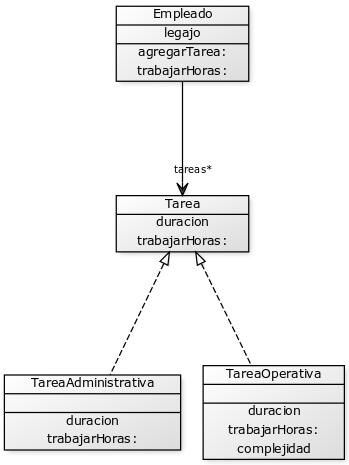 Empleado
legajo
agregarTarea:
trabajarHoras:
tareas*
Tarea
duracion
trabajarHoras:
TareaAdministrativa
duracion
trabajarHoras:
TareaOperativa
duracion
trabajarHoras:
complejidad